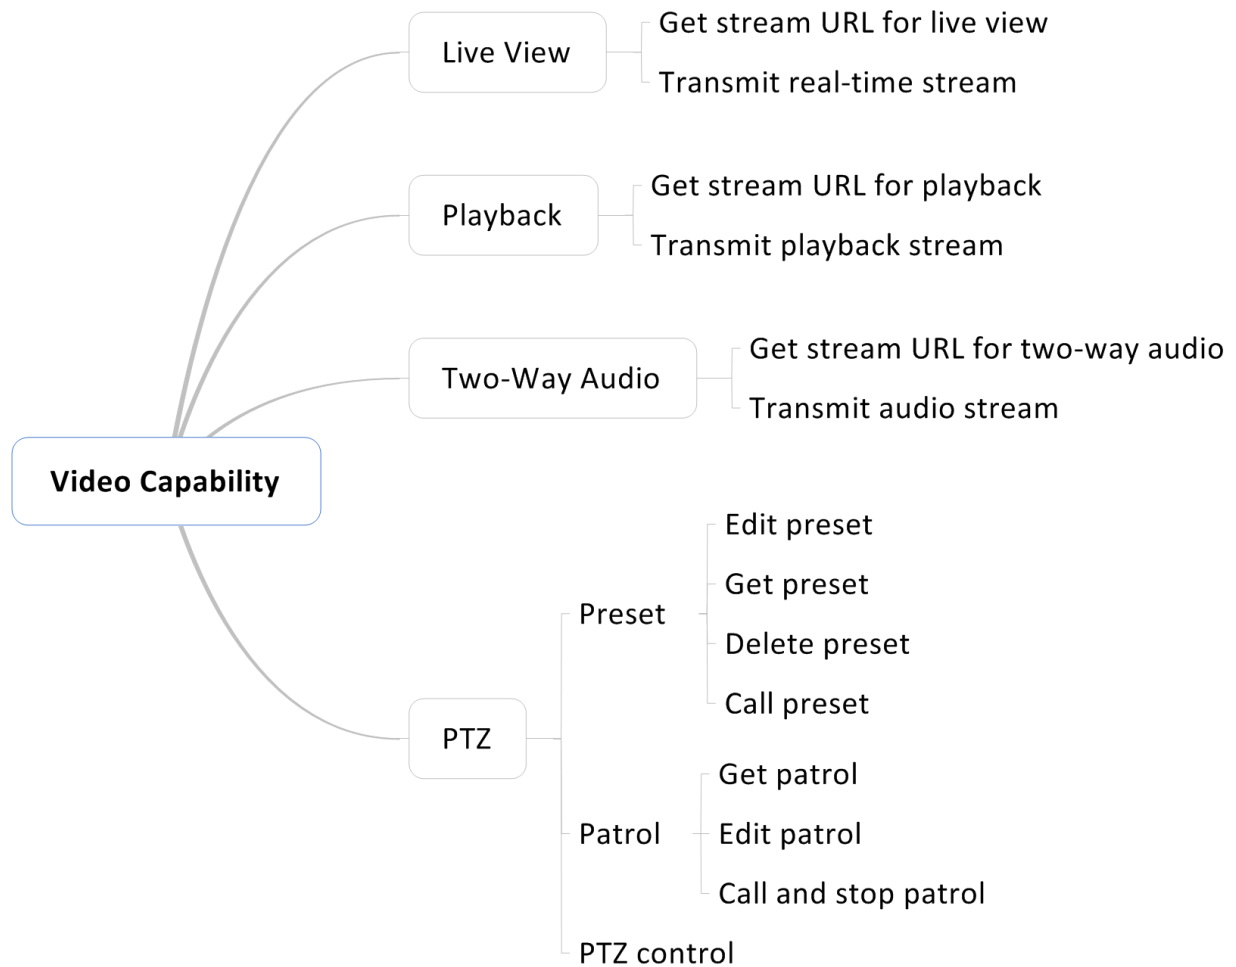 Video Capability
Live View
Get stream URL for live view
Transmit real-time stream
Playback
Get stream URL for playback
Transmit playback stream
Two-Way Audio
Get stream URL for two-way audio
Transmit audio stream
PTZ
Preset
Edit preset
Get preset
Delete preset
Call preset
Patrol
Get patrol
Edit patrol
Call and stop patrol
PTZ control